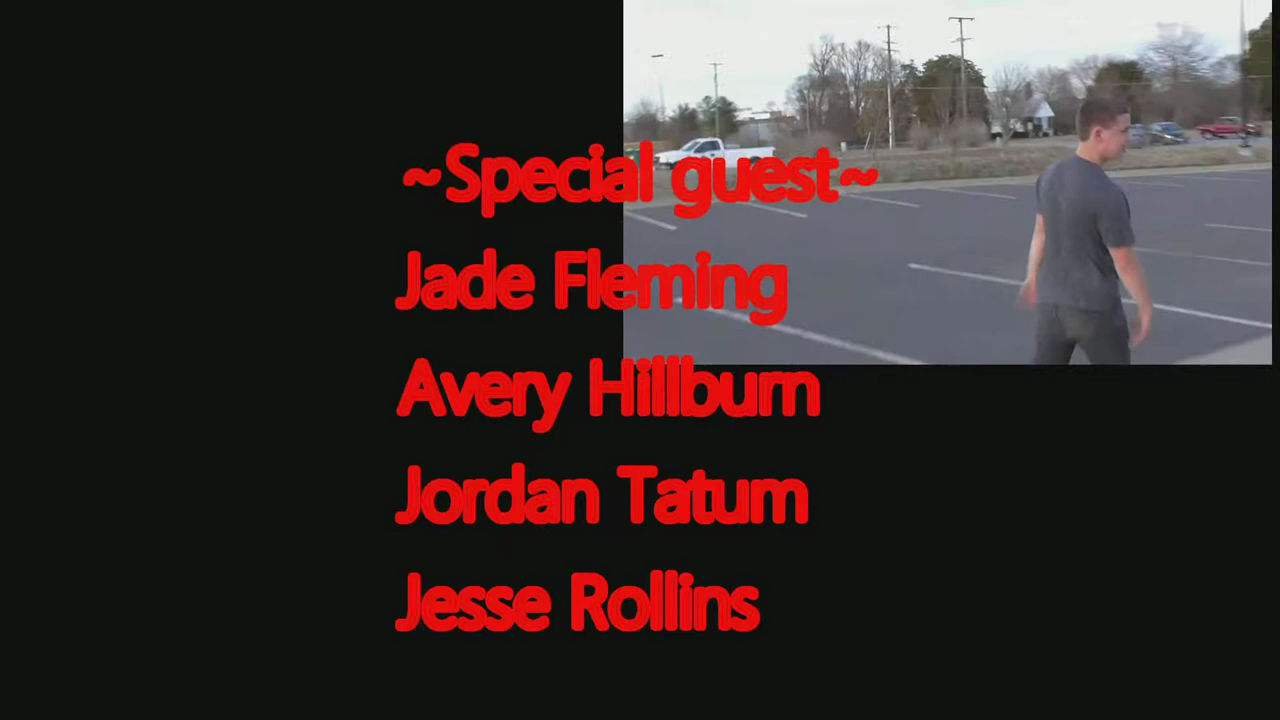 ~Special guest~
Jade Fleming
Avery Hillburn
Jordan Tatum
Jesse Rollins